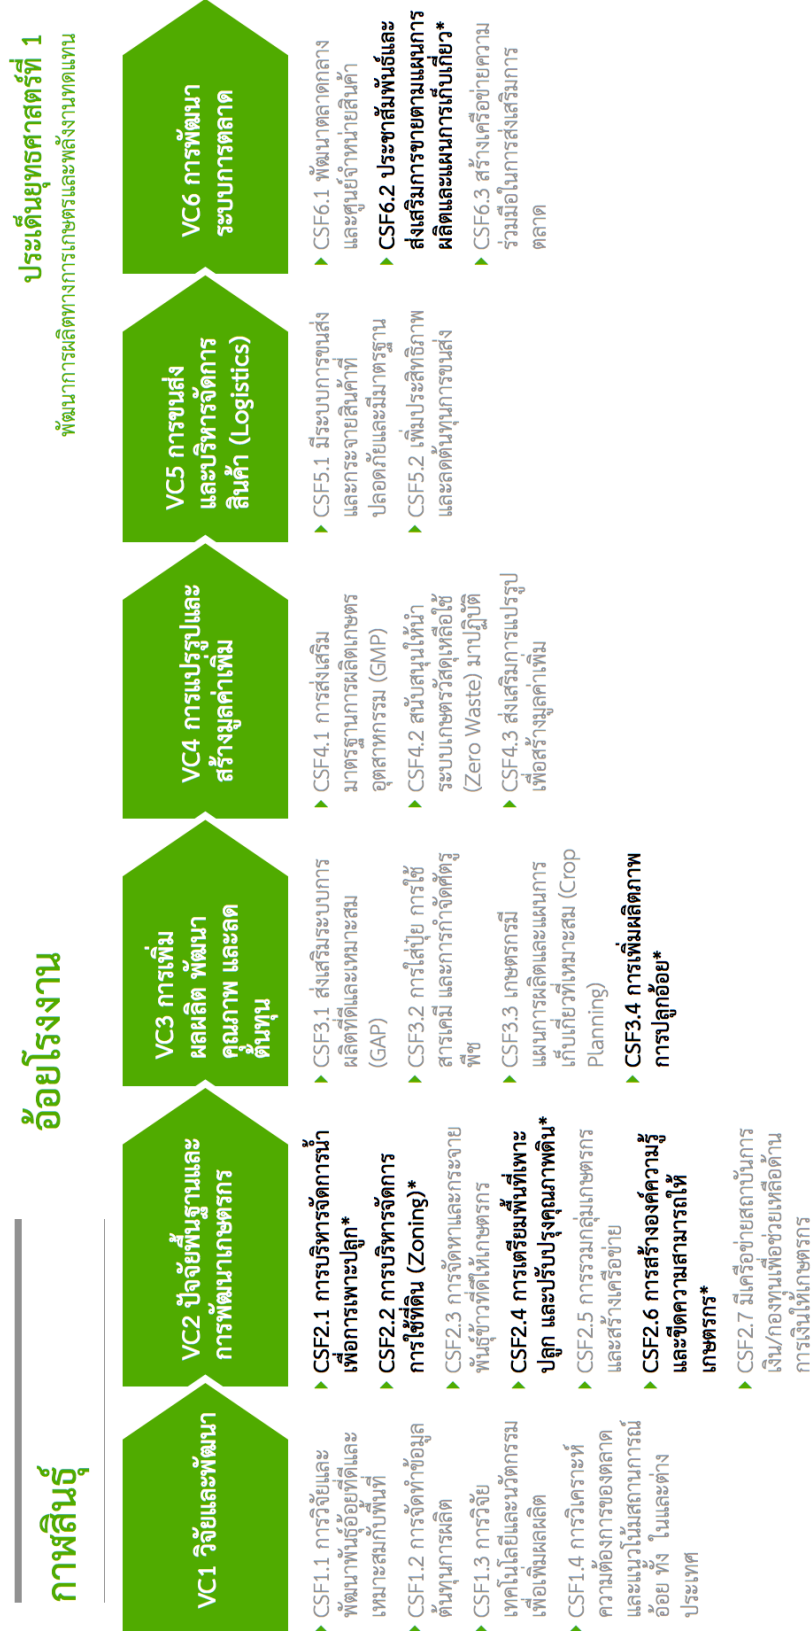 กาฬสินธุ์
อ้อยโรงงาน
ประเด็นยุทธศาสตร์ที่ 1
พัฒนาการผลิตทางการเกษตรและพลังงานทดแทน
VC1 วิจัยและพัฒนา
CSF1.1 การวิจัยและ
พัฒนาพันธุ์อ้อยที่ดีและ
เหมาะสมกับพื้นที่
CSF1.2 การจัดทำข้อมูล
ต้นทุนการผลิต
CSF1.3 การวิจัย
เทคโนโลยีและนวัตกรรม
เพื่อเพิ่มผลผลิต
CSF1.4 การวิเคราะห์
ความต้องการของตลาด
และแนวโน้มสถานการณ์
อ้อย ทั้ง ในและต่าง
ประเทศ
VC2 ปัจจัยพื้นฐานและ
การพัฒนาเกษตรกร
CSF2.1 การบริหารจัดการน้ำ
เพื่อการเพาะปลูก*
CSF2.2 การบริหารจัดการ
การใช้ที่ดิน (Zoning)*
CSF2.3 การจัดหาและกระจาย
พันธุ์ข้าวที่ดีให้เกษตรกร
CSF2.4 การเตรียมพื้นที่เพาะ
ปลูก และปรับปรุงคุณภาพดิน*
CSF2.5 การรวมกลุ่มเกษตรกร
และสร้างเครือข่าย
CSF2.6 การสร้างองค์ความรู้
และขีดความสามารถให้
เกษตรกร*
CSF2.7 มีเครือข่ายสถาบันการ
เงิน/กองทุนเพื่อช่วยเหลือด้าน
การเงินให้เกษตรกร
VC3 การเพิ่ม
ผลผลิต พัฒนา
คุณภาพ และลด
ต้นทุน
CSF3.1 ส่งเสริมระบบการ
ผลิตที่ดีและเหมาะสม
(GAP)
CSF3.2 การใส่ปุ๋ย การใช้
สารเคมี และการกำจัดศัตรู
พืช
CSF3.3 เกษตรกรมี
แผนการผลิตและแผนการ
เก็บเกี่ยวที่เหมาะสม (Crop
Planning)
CSF3.4 การเพิ่มผลิตภาพ
การปลูกอ้อย*
VC4 การแปรรูปและ
สร้างมูลค่าเพิ่ม
CSF4.1 การส่งเสริม
มาตรฐานการผลิตเกษตร
อุตสาหกรรม (GMP)
CSF4.2 สนับสนุนให้นำ
ระบบเกษตรวัสดุเหลือใช้
(Zero Waste) มาปฏิบัติ
CSF4.3 ส่งเสริมการแปรรูป
เพื่อสร้างมูลค่าเพิ่ม
VC5 การขนส่ง
และบริหารจัดการ
สินค้า (Logistics)
CSF5.1 มีระบบการขนส่ง
และกระจายสินค้าที่
ปลอดภัยและมีมาตรฐาน
CSF5.2 เพิ่มประสิทธิภาพ
และลดต้นทุนการขนส่ง
VC6 การพัฒนา
ระบบการตลาด
CSF6.1 พัฒนาตลาดกลาง
และศูนย์จำหน่ายสินค้า
CSF6.2 ประชาสัมพันธ์และ
ส่งเสริมการขายตามแผนการ
ผลิตและแผนการเก็บเกี่ยว*
CSF6.3 สร้างเครือข่ายความ
ร่วมมือในการส่งเสริมการ
ตลาด